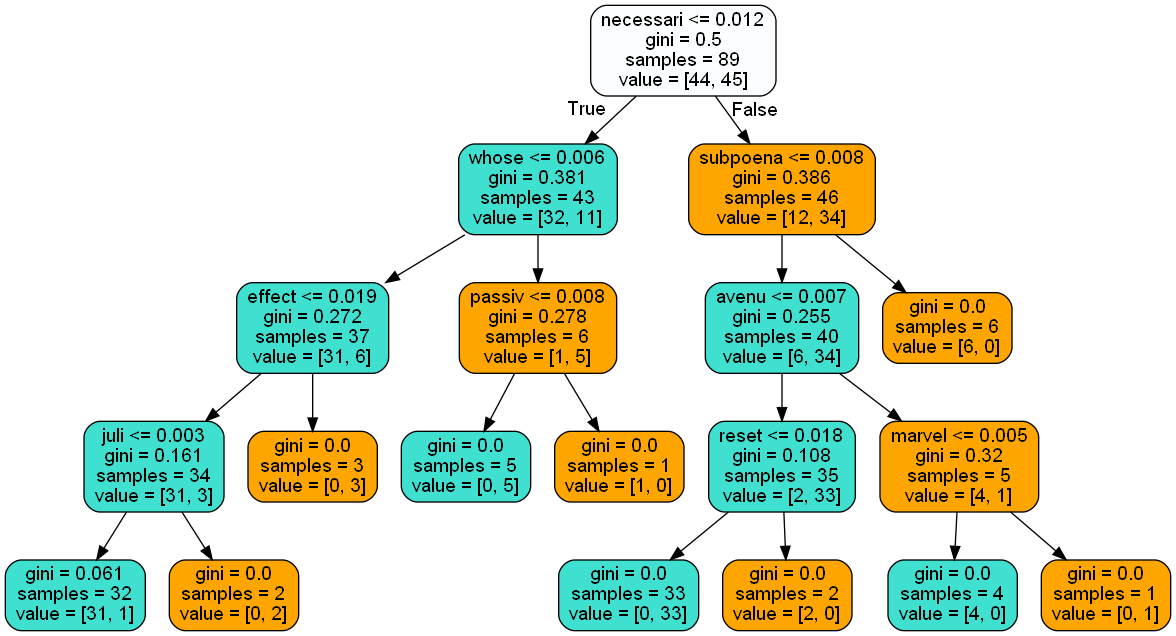 necessari <= 0.012
gini = 0.5
samples = 89
value = [44, 45]
True
False
whose <= 0.006
gini = 0.381
samples = 43
value = [32, 11]
subpoena <= 0.008
gini = 0.386
samples = 46
value = [12, 34]
effect <= 0.019
gini = 0.272
samples = 37
value = [31, 6]
passiv <= 0.008
gini = 0.278
samples = 6
value = [1, 5]
avenu <= 0.007
gini = 0.255
samples = 40
value = [6, 34]
gini = 0.0
samples = 6
value = [6, 0]
juli <= 0.003
gini = 0.161
samples = 34
value = [31, 3]
gini = 0.0
samples = 3
value = [0, 3]
gini = 0.0
samples = 5
value = [0, 5]
gini = 0.0
samples = 1
value = [1, 0]
reset <= 0.018
gini = 0.108
samples = 35
value = [2, 33]
marvel <= 0.005
gini = 0.32
samples = 5
value = [4, 1]
gini = 0.061
samples = 32
value = [31, 1]
gini = 0.0
samples = 2
value = [0, 2]
gini = 0.0
samples = 33
value = [0, 33]
gini = 0.0
samples = 2
value = [2, 0]
gini = 0.0
samples = 4
value = [4, 0]
gini = 0.0
samples = 1
value = [0, 1]